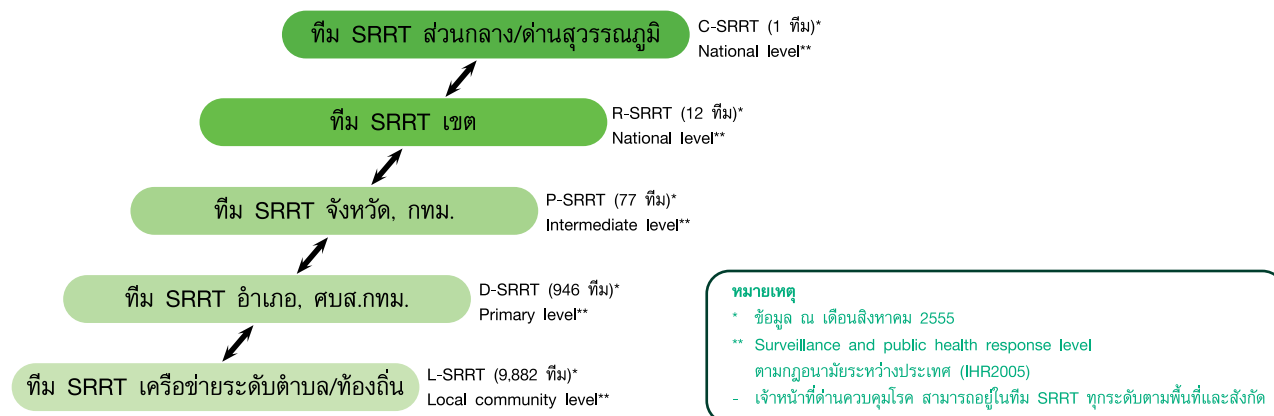 ทีม SRRT ส่วนกลาง/ด่านสุวรรณภูมิ
C-SRRT (1 ทีม)*
National level**
ทีม SRRT เขต
R-SRRT (12 ทีม)*
National level**
ทีม SRRT จังหวัด, กทม.
P-SRRT (77 ทีม)*
Intermediate level**
ทีม SRRT อำเภอ, ศบส.กทม.
D-SRRT (946 ทีม)*
Primary level**
ทีม SRRT เครือข่ายระดับตำบล/ท้องถิ่น
L-SRRT (9,882 ทีม)*
Local community level**
หมายเหตุ
* ข้อมูล ณ เดือนสิงหาคม 2555
** Surveillance and public health response level
ตามกฎอนามัยระหว่างประเทศ (IHR2005)
- เจ้าหน้าที่ด่านควบคุมโรค สามารถอยู่ในทีม SRRT ทุกระดับตามพื้นที่และสังกัด